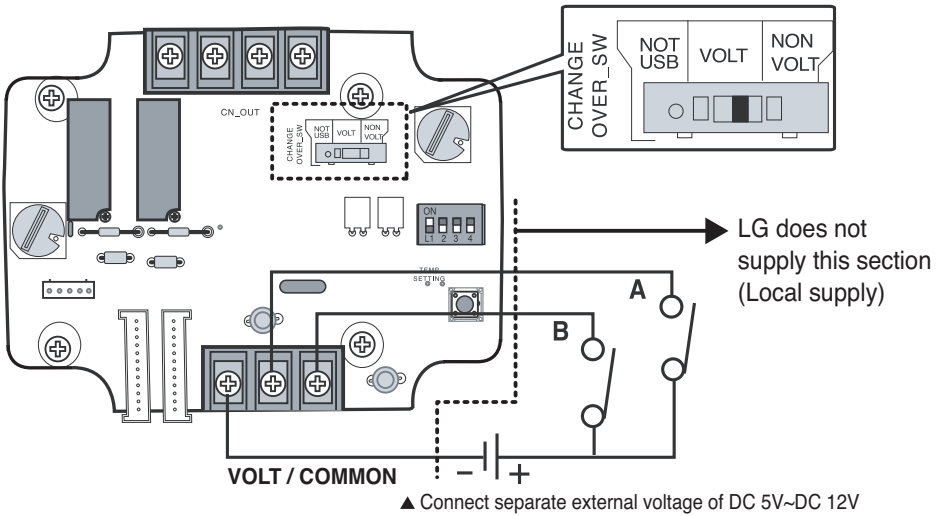 CHANGE
OVER_SW
NOT
USB
VOLT
NON
VOLT
CN_OUT
CHANGE
OVER_SW
NOT
USB
VOLT
NON
VOLT
ON
L1 2 3 4
LG does not
supply this section
(Local supply)
TEMP
SETTING
A
B
VOLT / COMMON
− +
▲ Connect separate external voltage of DC 5V~DC 12V